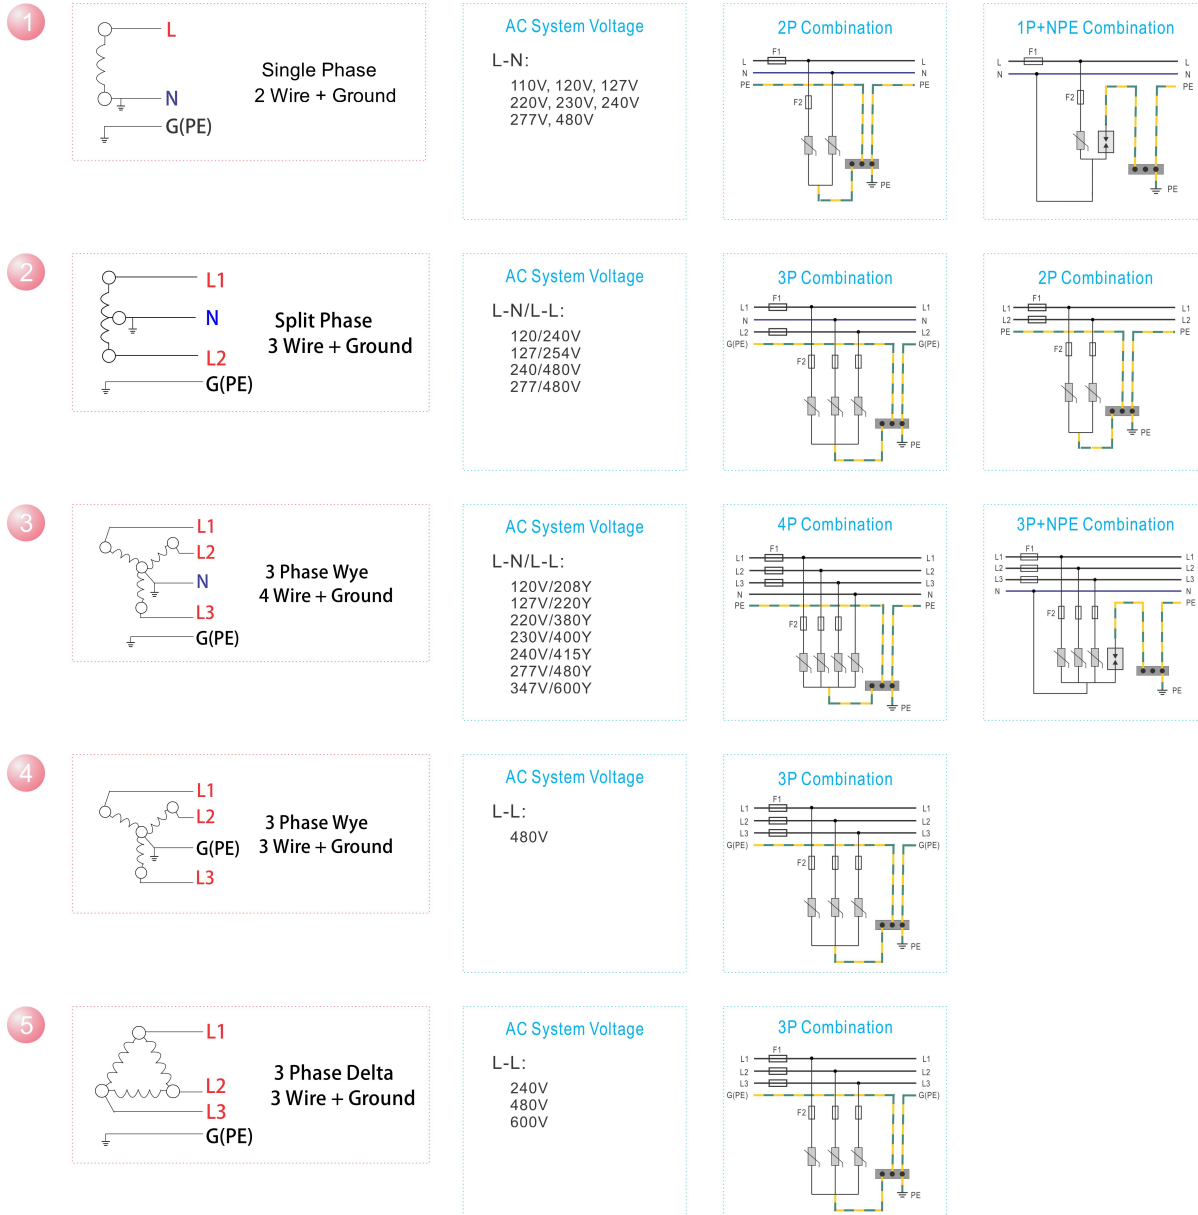 1
L
Single Phase
2 Wire + Ground
N
G(PE)
AC System Voltage
L-N:
110V, 120V, 127V
220V, 230V, 240V
277V, 480V
2P Combination
F1
L L
N N
PE PE
F2
PE
1P+NPE Combination
F1
L L
N N
PE
F2
PE
2
L1
N
Split Phase
3 Wire + Ground
L2
G(PE)
AC System Voltage
L-N/L-L:
120/240V
127/254V
240/480V
277/480V
3P Combination
F1
L1 L1
N N
L2 L2
G(PE) G(PE)
F2
PE
2P Combination
F1
L1 L1
L2 L2
PE PE
F2
PE
3
L1
L2
3 Phase Wye
N
4 Wire + Ground
L3
G(PE)
AC System Voltage
L-N/L-L:
120V/208Y
127V/220Y
220V/380Y
230V/400Y
240V/415Y
277V/480Y
347V/600Y
4P Combination
F1
L1 L1
L2 L2
L3 L3
N N
PE PE
F2
PE
3P+NPE Combination
F1
L1 L1
L2 L2
L3 L3
N N
PE
F2
PE
4
L1
L2
3 Phase Wye
G(PE) 3 Wire + Ground
L3
AC System Voltage
L-L:
480V
3P Combination
F1
L1 L1
L2 L2
L3 L3
G(PE) G(PE)
F2
PE
5
L1
3 Phase Delta
L2
3 Wire + Ground
L3
G(PE)
AC System Voltage
L-L:
240V
480V
600V
3P Combination
F1
L1 L1
L2 L2
L3 L3
G(PE) G(PE)
F2
PE